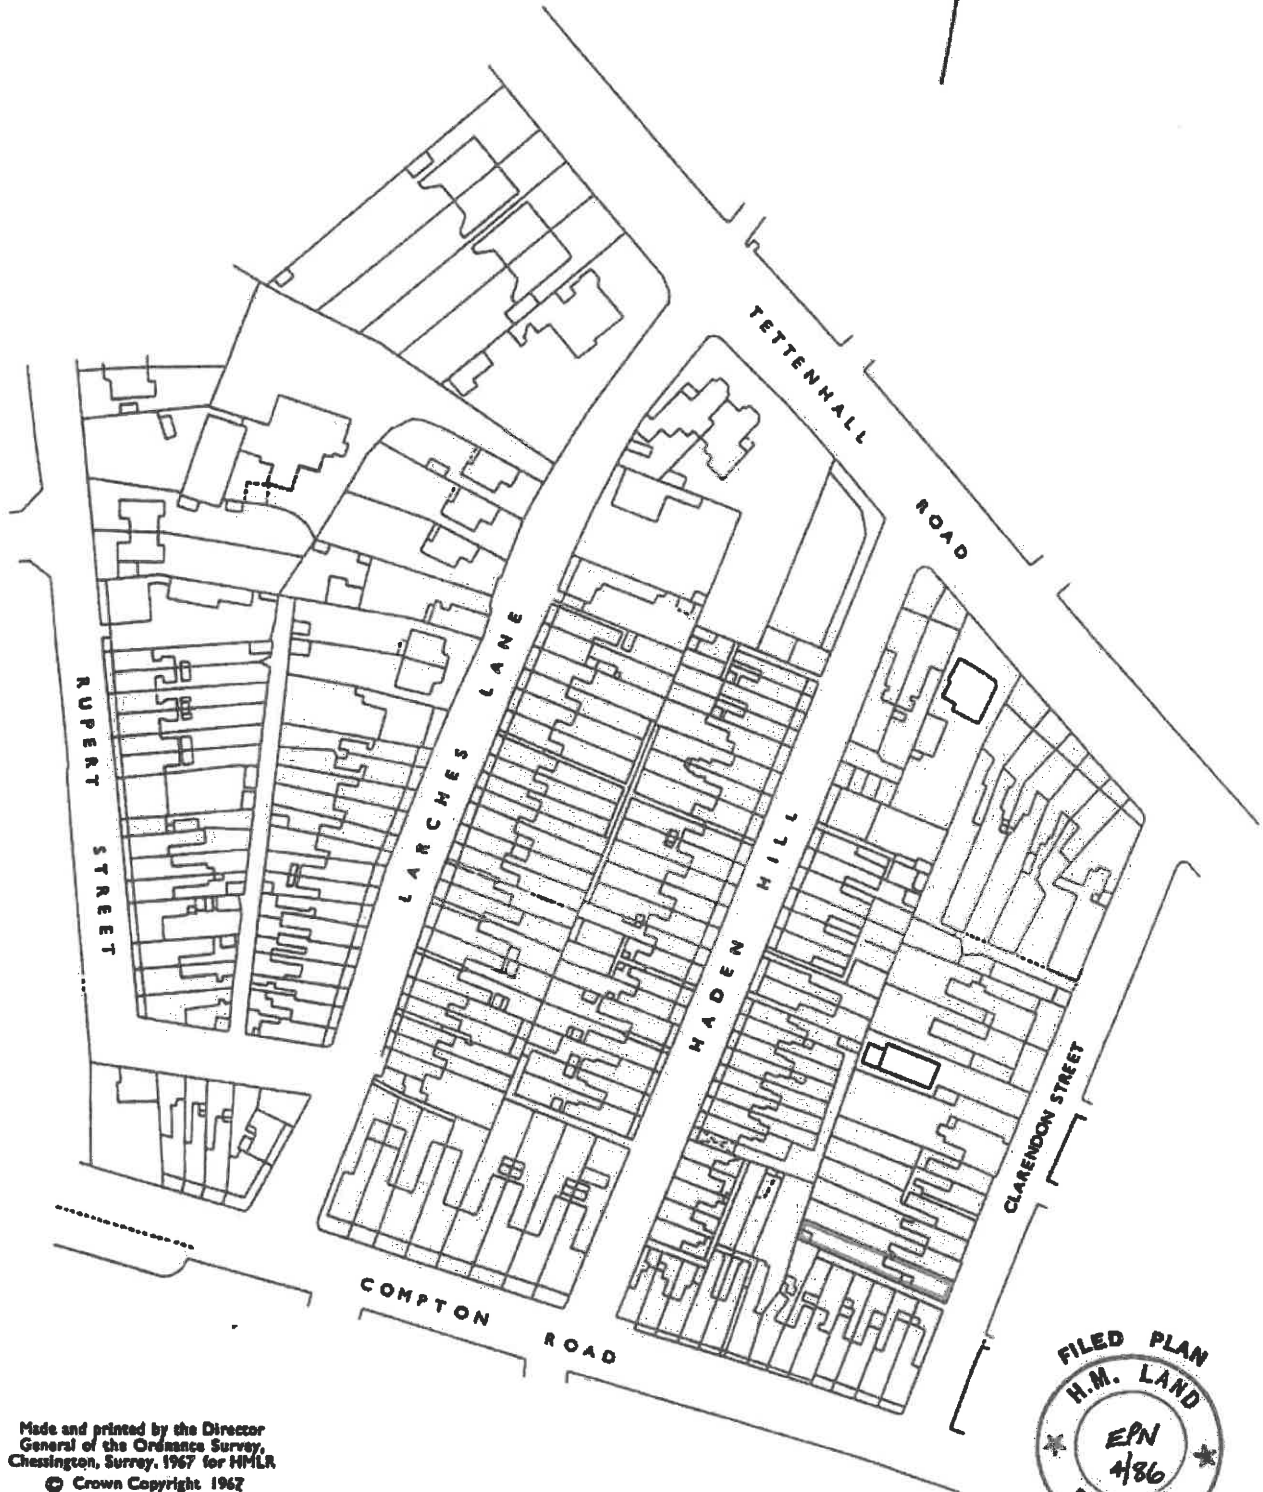 TETTENHALL ROAD
RUPERT STREET
LARCHES LANE
HADEN HILL
CLARENDON STREET
COMPTON ROAD
Made and printed by the Director
General of the Ordnance Survey,
Chessington, Surrey, 1967 for HMLR
© Crown Copyright 1967
FILED PLAN
H.M. LAND
EPN
4/86